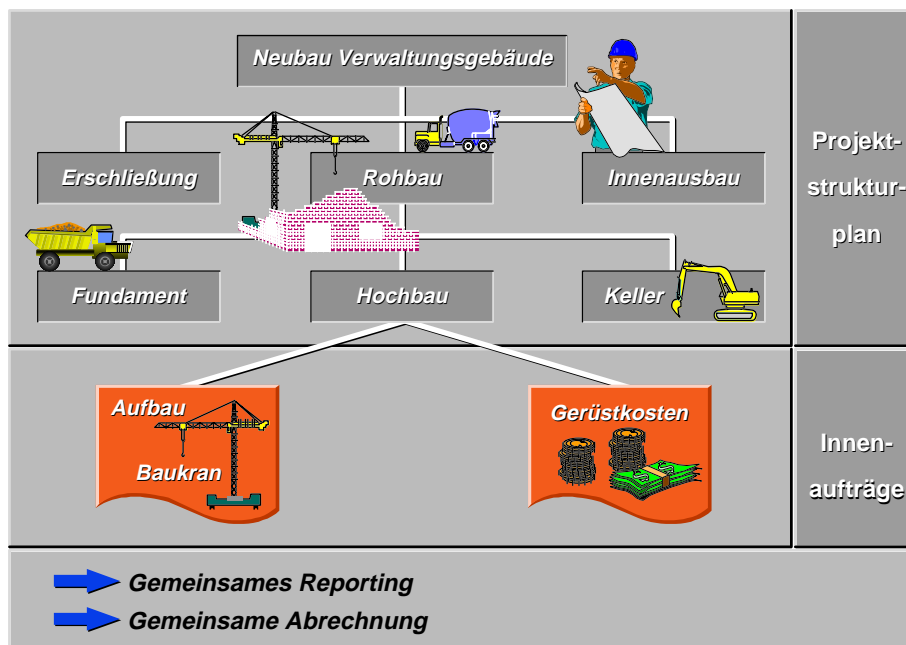 Neubau Verwaltungsgebäude
Erschließung
Rohbau
Innenausbau
Projekt-
struktur-
plan
Fundament
Hochbau
Keller
Aufbau
Baukran
Gerüstkosten
Innen-
aufträge
Gemeinsames Reporting
Gemeinsame Abrechnung